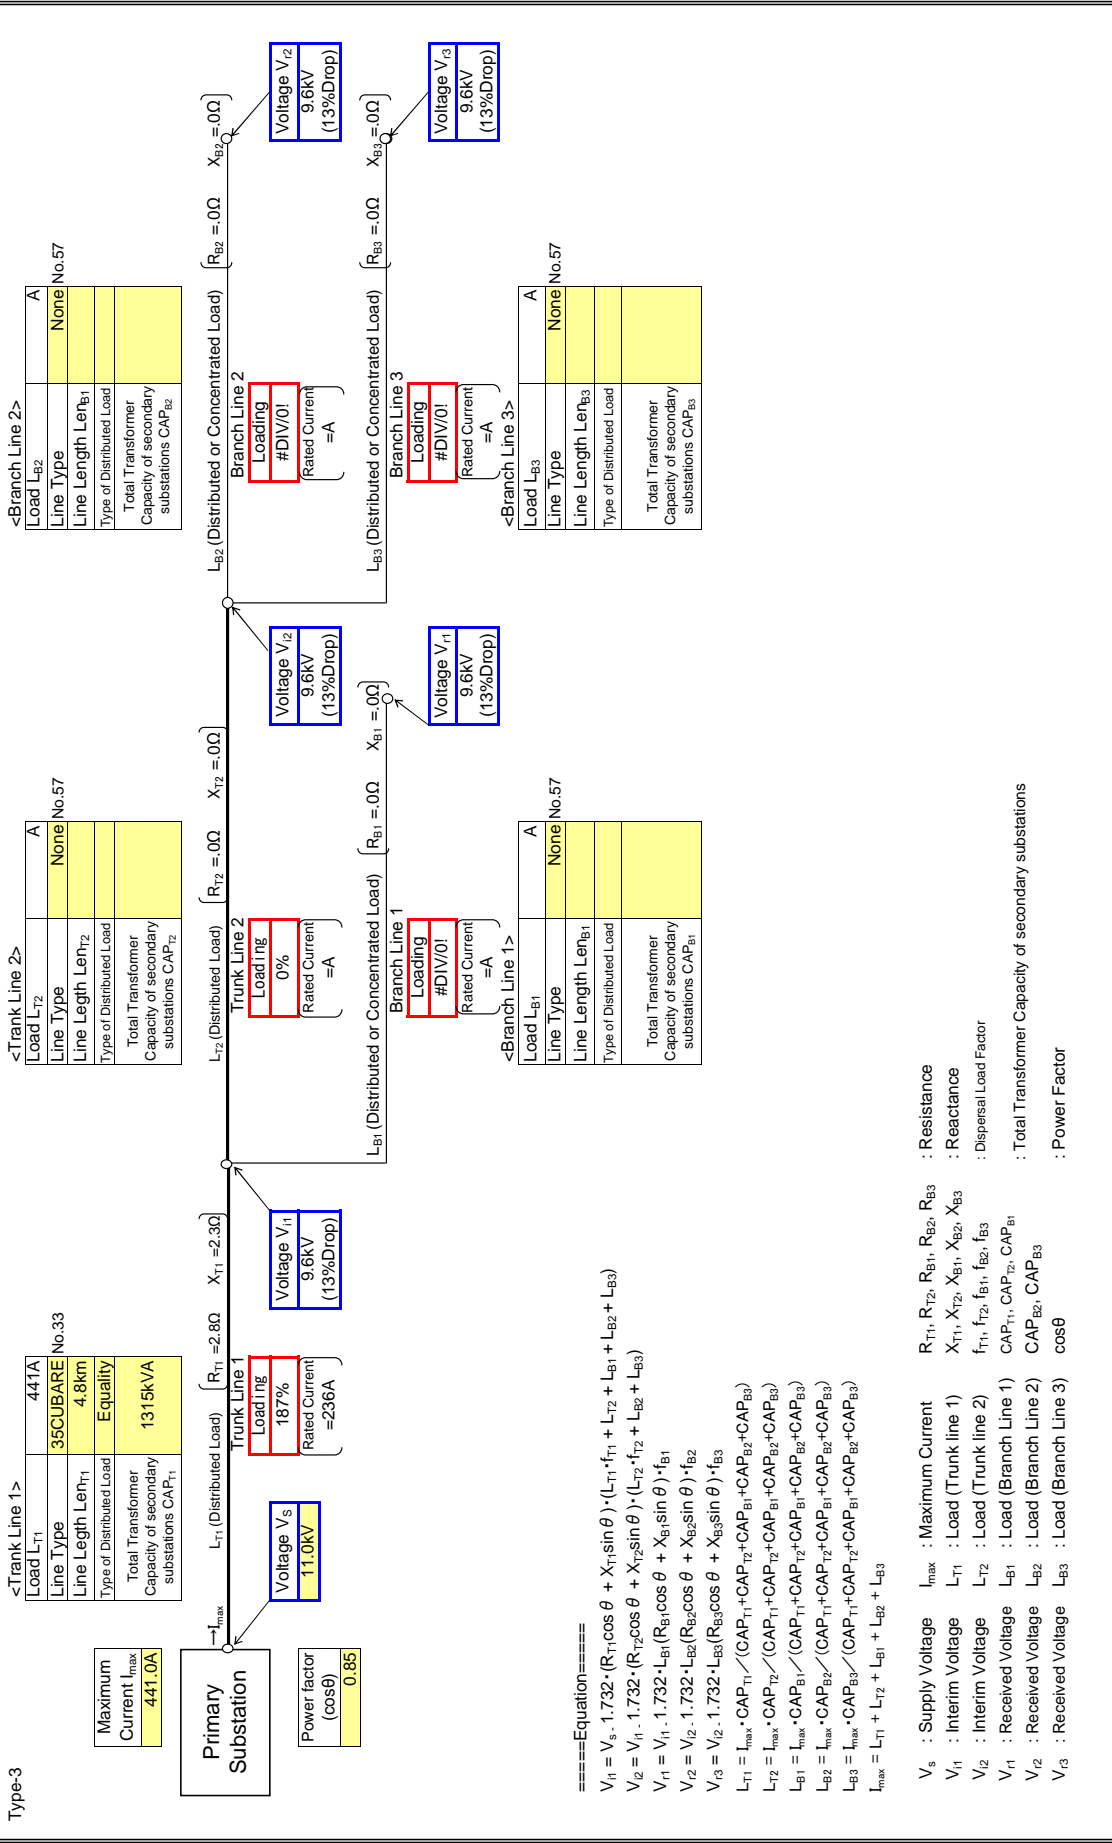 Type-3
Maximum
Current Imax
441.0A
Primary
Substation
Power factor
(cosθ)
0.85
→Imax
Voltage VS
11.0kV
<Trank Line 1>
Load LT1 441A
Line Type 35CUBARE No.33
Line Legth LenT1 4.8km
Type of Distributed Load Equality
Total Transformer
Capacity of secondary
substations CAPT1
1315kVA
LT1 (Distributed Load) RT1 =2.8Ω XT1 =2.3Ω
Trunk Line 1
Loading
187%
Rated Current
=236A
Voltage Vi1
9.6kV
(13%Drop)
<Trank Line 2>
Load LT2 A
Line Type None No.57
Line Length LenT2
Type of Distributed Load
Total Transformer
Capacity of secondary
substations CAPT2
LT2 (Distributed Load) RT2 =.0Ω XT2 =.0Ω
Trunk Line 2
Loading
0%
Rated Current
=A
Voltage Vi2
9.6kV
(13%Drop)
LB1 (Distributed or Concentrated Load) RB1 =.0Ω XB1 =.0Ω
Branch Line 1
Loading
#DIV/0!
Rated Current
=A
Voltage Vr1
9.6kV
(13%Drop)
<Branch Line 1>
Load LB1 A
Line Type None No.57
Line Length LenB1
Type of Distributed Load
Total Transformer
Capacity of secondary
substations CAPB1
<Branch Line 2>
Load LB2 A
Line Type None No.57
Line Length LenB1
Type of Distributed Load
Total Transformer
Capacity of secondary
substations CAPB2
LB2 (Distributed or Concentrated Load) RB2 =.0Ω XB2 =.0Ω
Branch Line 2
Loading
#DIV/0!
Rated Current
=A
Voltage Vr2
9.6kV
(13%Drop)
LB3 (Distributed or Concentrated Load) RB3 =.0Ω XB3 =.0Ω
Branch Line 3
Loading
#DIV/0!
Rated Current
=A
Voltage Vr3
9.6kV
(13%Drop)
<Branch Line 3>
Load LB3 A
Line Type None No.57
Line Length LenB3
Type of Distributed Load
Total Transformer
Capacity of secondary
substations CAPB3
=====Equation=====
Vi1 = Vs - 1.732・(RT1cos θ + XT1sin θ)・(LT1・fT1 + LT2 + LB1 + LB2 + LB3)
Vi2 = Vi1 - 1.732・(RT2cos θ + XT2sin θ)・(LT2・fT2 + LB2 + LB3)
Vr1 = Vi1 - 1.732・LB1(RB1cos θ + XB1sin θ)・fB1
Vr2 = Vi2 - 1.732・LB2(RB2cos θ + XB2sin θ)・fB2
Vr3 = Vi2 - 1.732・LB3(RB3cos θ + XB3sin θ)・fB3
LT1 = Imax・CAPT1／(CAPT1+CAPT2+CAPB1+CAPB2+CAPB3)
LT2 = Imax・CAPT2／(CAPT1+CAPT2+CAPB1+CAPB2+CAPB3)
LB1 = Imax・CAPB1／(CAPT1+CAPT2+CAPB1+CAPB2+CAPB3)
LB2 = Imax・CAPB2／(CAPT1+CAPT2+CAPB1+CAPB2+CAPB3)
LB3 = Imax・CAPB3／(CAPT1+CAPT2+CAPB1+CAPB2+CAPB3)
Imax = LT1 + LT2 + LB1 + LB2 + LB3
Vs : Supply Voltage Imax : Maximum Current RT1, RT2, RB1, RB2, RB3 : Resistance
Vi1 : Interim Voltage LT1 : Load (Trunk line 1) XT1, XT2, XB1, XB2, XB3 : Reactance
Vi2 : Interim Voltage LT2 : Load (Trunk line 2) fT1, fT2, fB1, fB2, fB3 : Dispersal Load Factor
Vr1 : Received Voltage LB1 : Load (Branch Line 1) CAPT1, CAPT2, CAPB1 : Total Transformer Capacity of secondary substations
Vr2 : Received Voltage LB2 : Load (Branch Line 2) CAPB2, CAPB3
Vr3 : Received Voltage LB3 : Load (Branch Line 3) cosθ : Power Factor